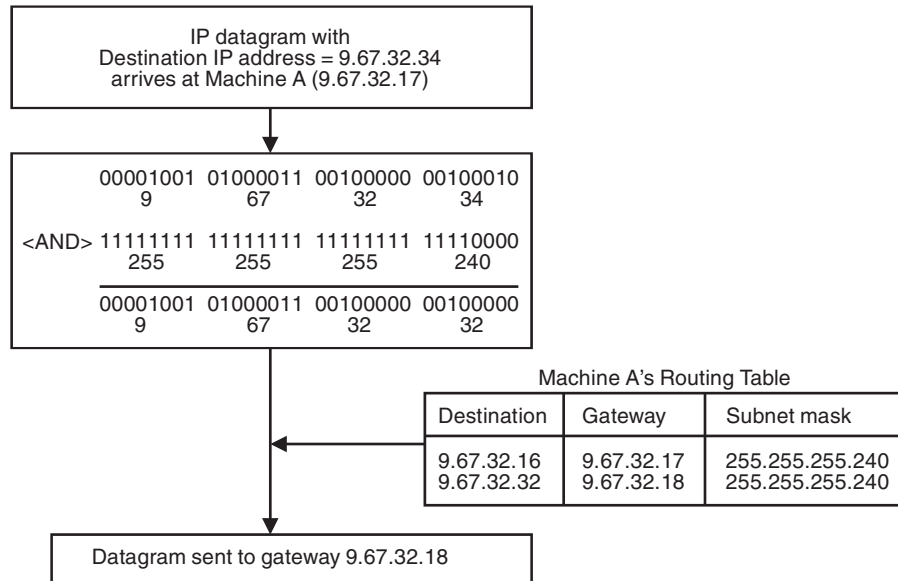 IP datagram with
Destination IP address = 9.67.32.34
arrives at Machine A (9.67.32.17)
00001001 01000011 00100000 00100010
9 67 32 34
<AND> 11111111 11111111 11111111 11110000
255 255 255 240
00001001 01000011 00100000 00100000
9 67 32 32
Machine A's Routing Table
Destination Gateway Subnet mask
9.67.32.16 9.67.32.17 255.255.255.240
9.67.32.32 9.67.32.18 255.255.255.240
Datagram sent to gateway 9.67.32.18